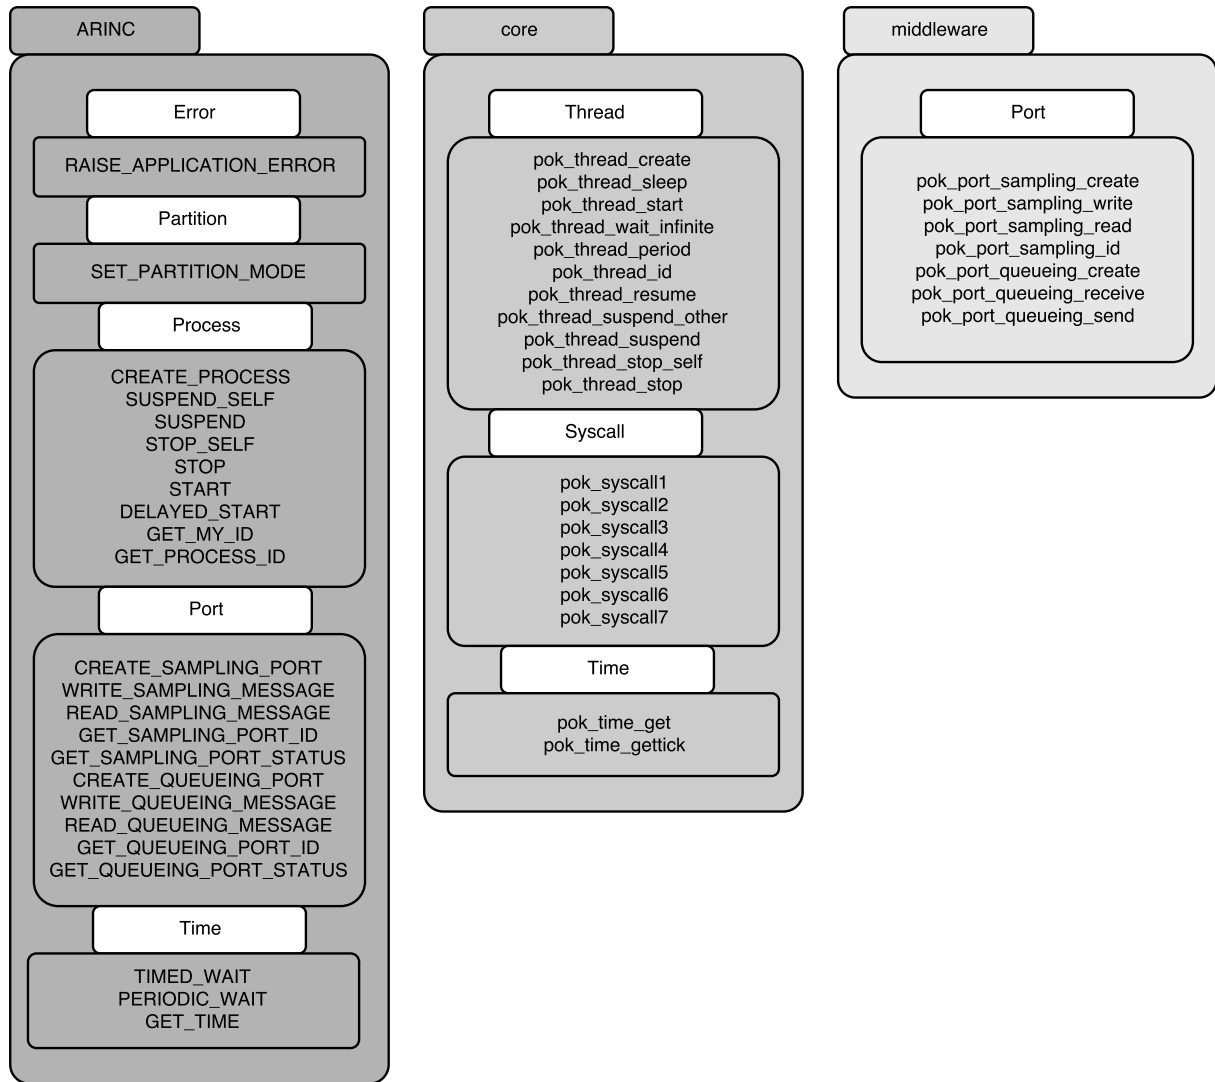 ARINC
Error
RAISE_APPLICATION_ERROR
Partition
SET_PARTITION_MODE
Process
CREATE_PROCESS
SUSPEND_SELF
SUSPEND
STOP_SELF
STOP
START
DELAYED_START
GET_MY_ID
GET_PROCESS_ID
Port
CREATE_SAMPLING_PORT
WRITE_SAMPLING_MESSAGE
READ_SAMPLING_MESSAGE
GET_SAMPLING_PORT_ID
GET_SAMPLING_PORT_STATUS
CREATE_QUEUEING_PORT
WRITE_QUEUEING_MESSAGE
READ_QUEUEING_MESSAGE
GET_QUEUEING_PORT_ID
GET_QUEUEING_PORT_STATUS
Time
TIMED_WAIT
PERIODIC_WAIT
GET_TIME
core
Thread
pok_thread_create
pok_thread_sleep
pok_thread_start
pok_thread_wait_infinite
pok_thread_period
pok_thread_id
pok_thread_resume
pok_thread_suspend_other
pok_thread_suspend
pok_thread_stop_self
pok_thread_stop
Syscall
pok_syscall1
pok_syscall2
pok_syscall3
pok_syscall4
pok_syscall5
pok_syscall6
pok_syscall7
Time
pok_time_get
pok_time_gettick
middleware
Port
pok_port_sampling_create
pok_port_sampling_write
pok_port_sampling_read
pok_port_sampling_id
pok_port_queueing_create
pok_port_queueing_receive
pok_port_queueing_send